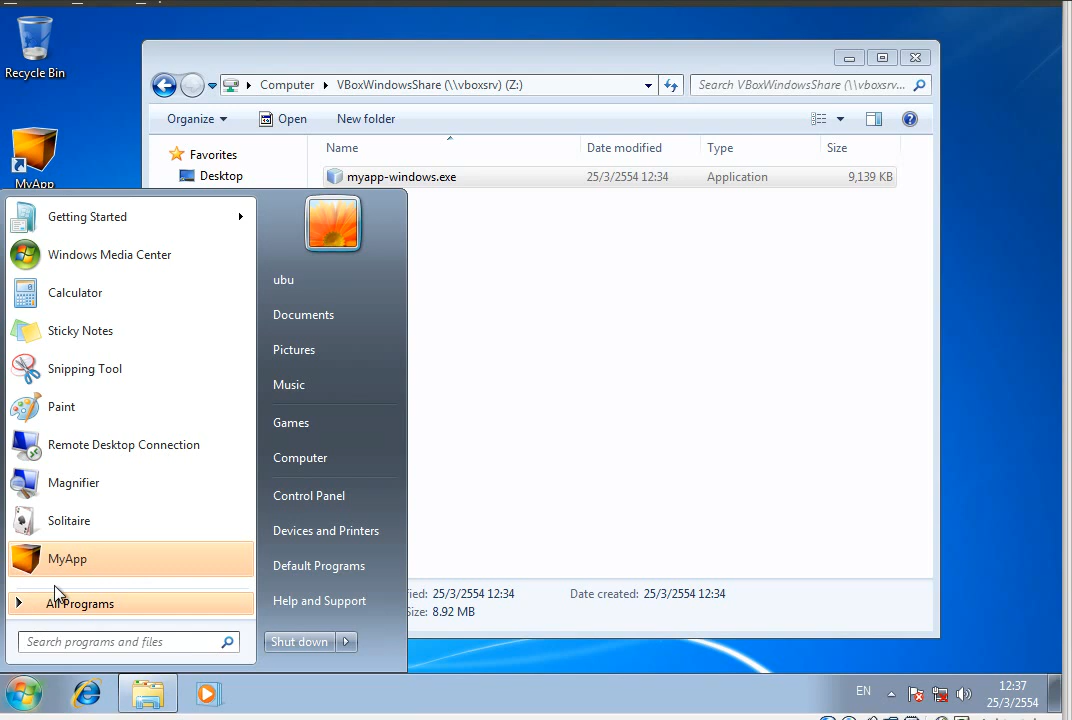 Recycle Bin
MyApp
Computer
VBoxWindowsShare (\\vboxsrv) (Z:)
Search VBoxWindowsShare (\\vboxsrv...
Organize
Open
New folder
Favorites
Desktop
Name
Date modified
Type
Size
myapp-windows.exe
25/3/2554 12:34
Application
9,139 KB
Getting Started
Windows Media Center
Calculator
Sticky Notes
Snipping Tool
Paint
Remote Desktop Connection
Magnifier
Solitaire
MyApp
All Programs
Search programs and files
ubu
Documents
Pictures
Music
Games
Computer
Control Panel
Devices and Printers
Default Programs
Help and Support
Shut down
25/3/2554 12:34
Date created: 25/3/2554 12:34
8.92 MB
EN
12:37
25/3/2554